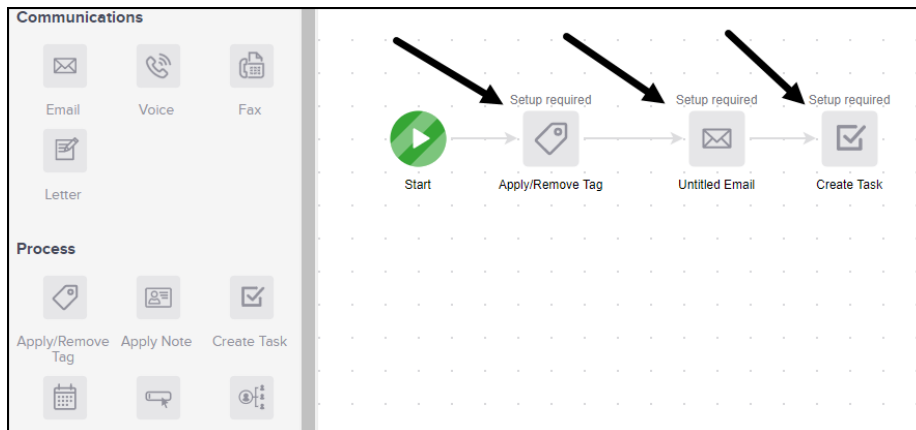 Communications
Email Voice Fax
Letter
Process
Apply/Remove Tag Apply Note Create Task
Setup required Setup required Setup required
Start Apply/Remove Tag Untitled Email Create Task